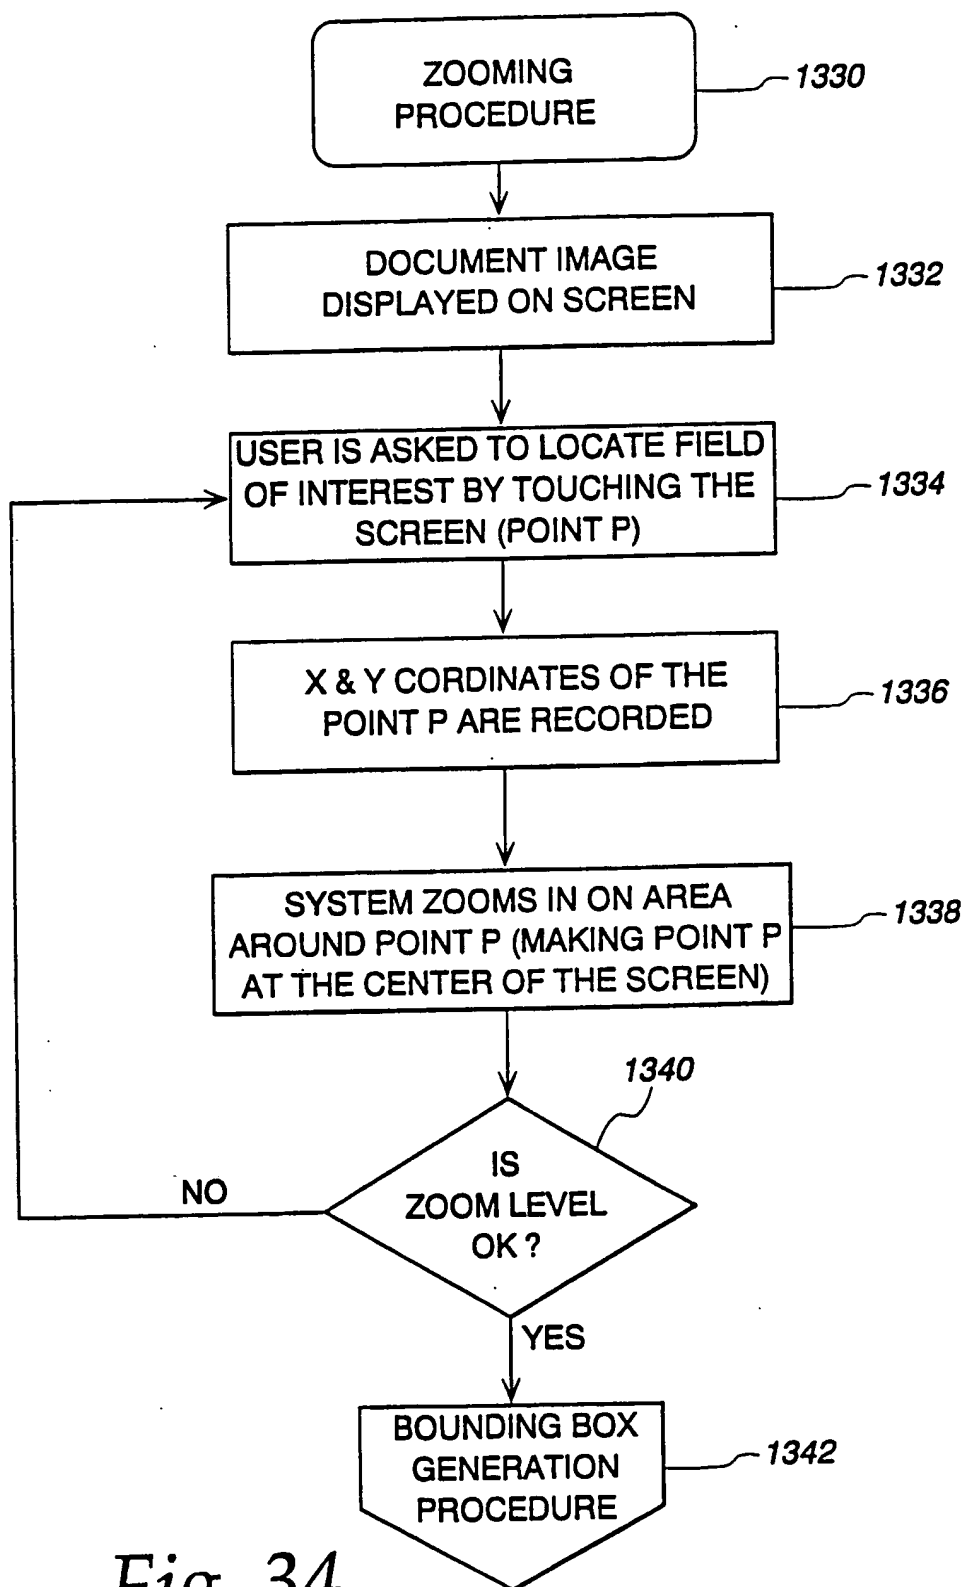 ZOOMING
PROCEDURE
1330
DOCUMENT IMAGE
DISPLAYED ON SCREEN
1332
USER IS ASKED TO LOCATE FIELD
OF INTEREST BY TOUCHING THE
SCREEN (POINT P)
1334
X & Y CORDINATES OF THE
POINT P ARE RECORDED
1336
SYSTEM ZOOMS IN ON AREA
AROUND POINT P (MAKING POINT P
AT THE CENTER OF THE SCREEN)
1338
1340
IS
ZOOM LEVEL
OK ?
NO
YES
BOUNDING BOX
GENERATION
PROCEDURE
1342
Fig. 34